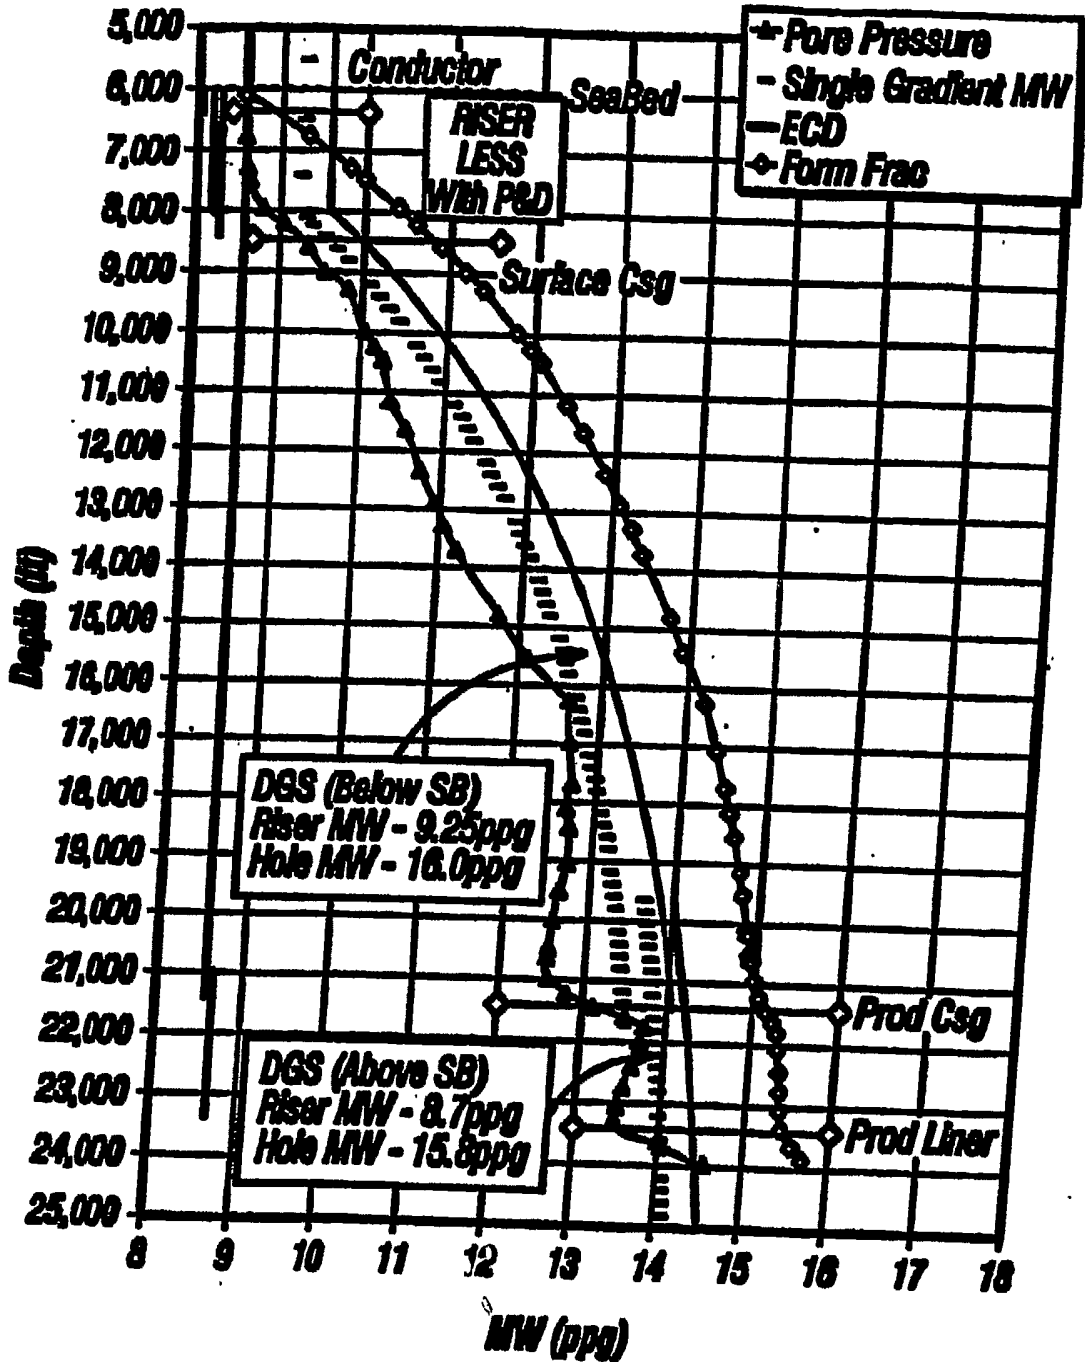 Pore Pressure
Single Gradient MW
ECD
Form Frac
Conductor
SeaBed
RISER
LESS
With P&D
Surface Csg
5,000
6,000
7,000
8,000
9,000
10,000
11,000
12,000
13,000
14,000
15,000
16,000
17,000
18,000
19,000
20,000
21,000
22,000
23,000
24,000
25,000
Depth (ft)
DGS (Below SB)
Riser MW - 9.25ppg
Hole MW - 16.0ppg
DGS (Above SB)
Riser MW - 8.7ppg
Hole MW - 15.8ppg
Prod Csg
Prod Liner
8 9 10 11 12 13 14 15 16 17 18
MW (ppg)